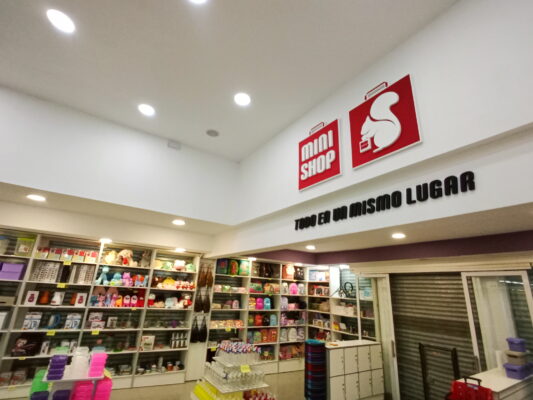 MINI
SHOP
TODO EN UN MISMO LUGAR